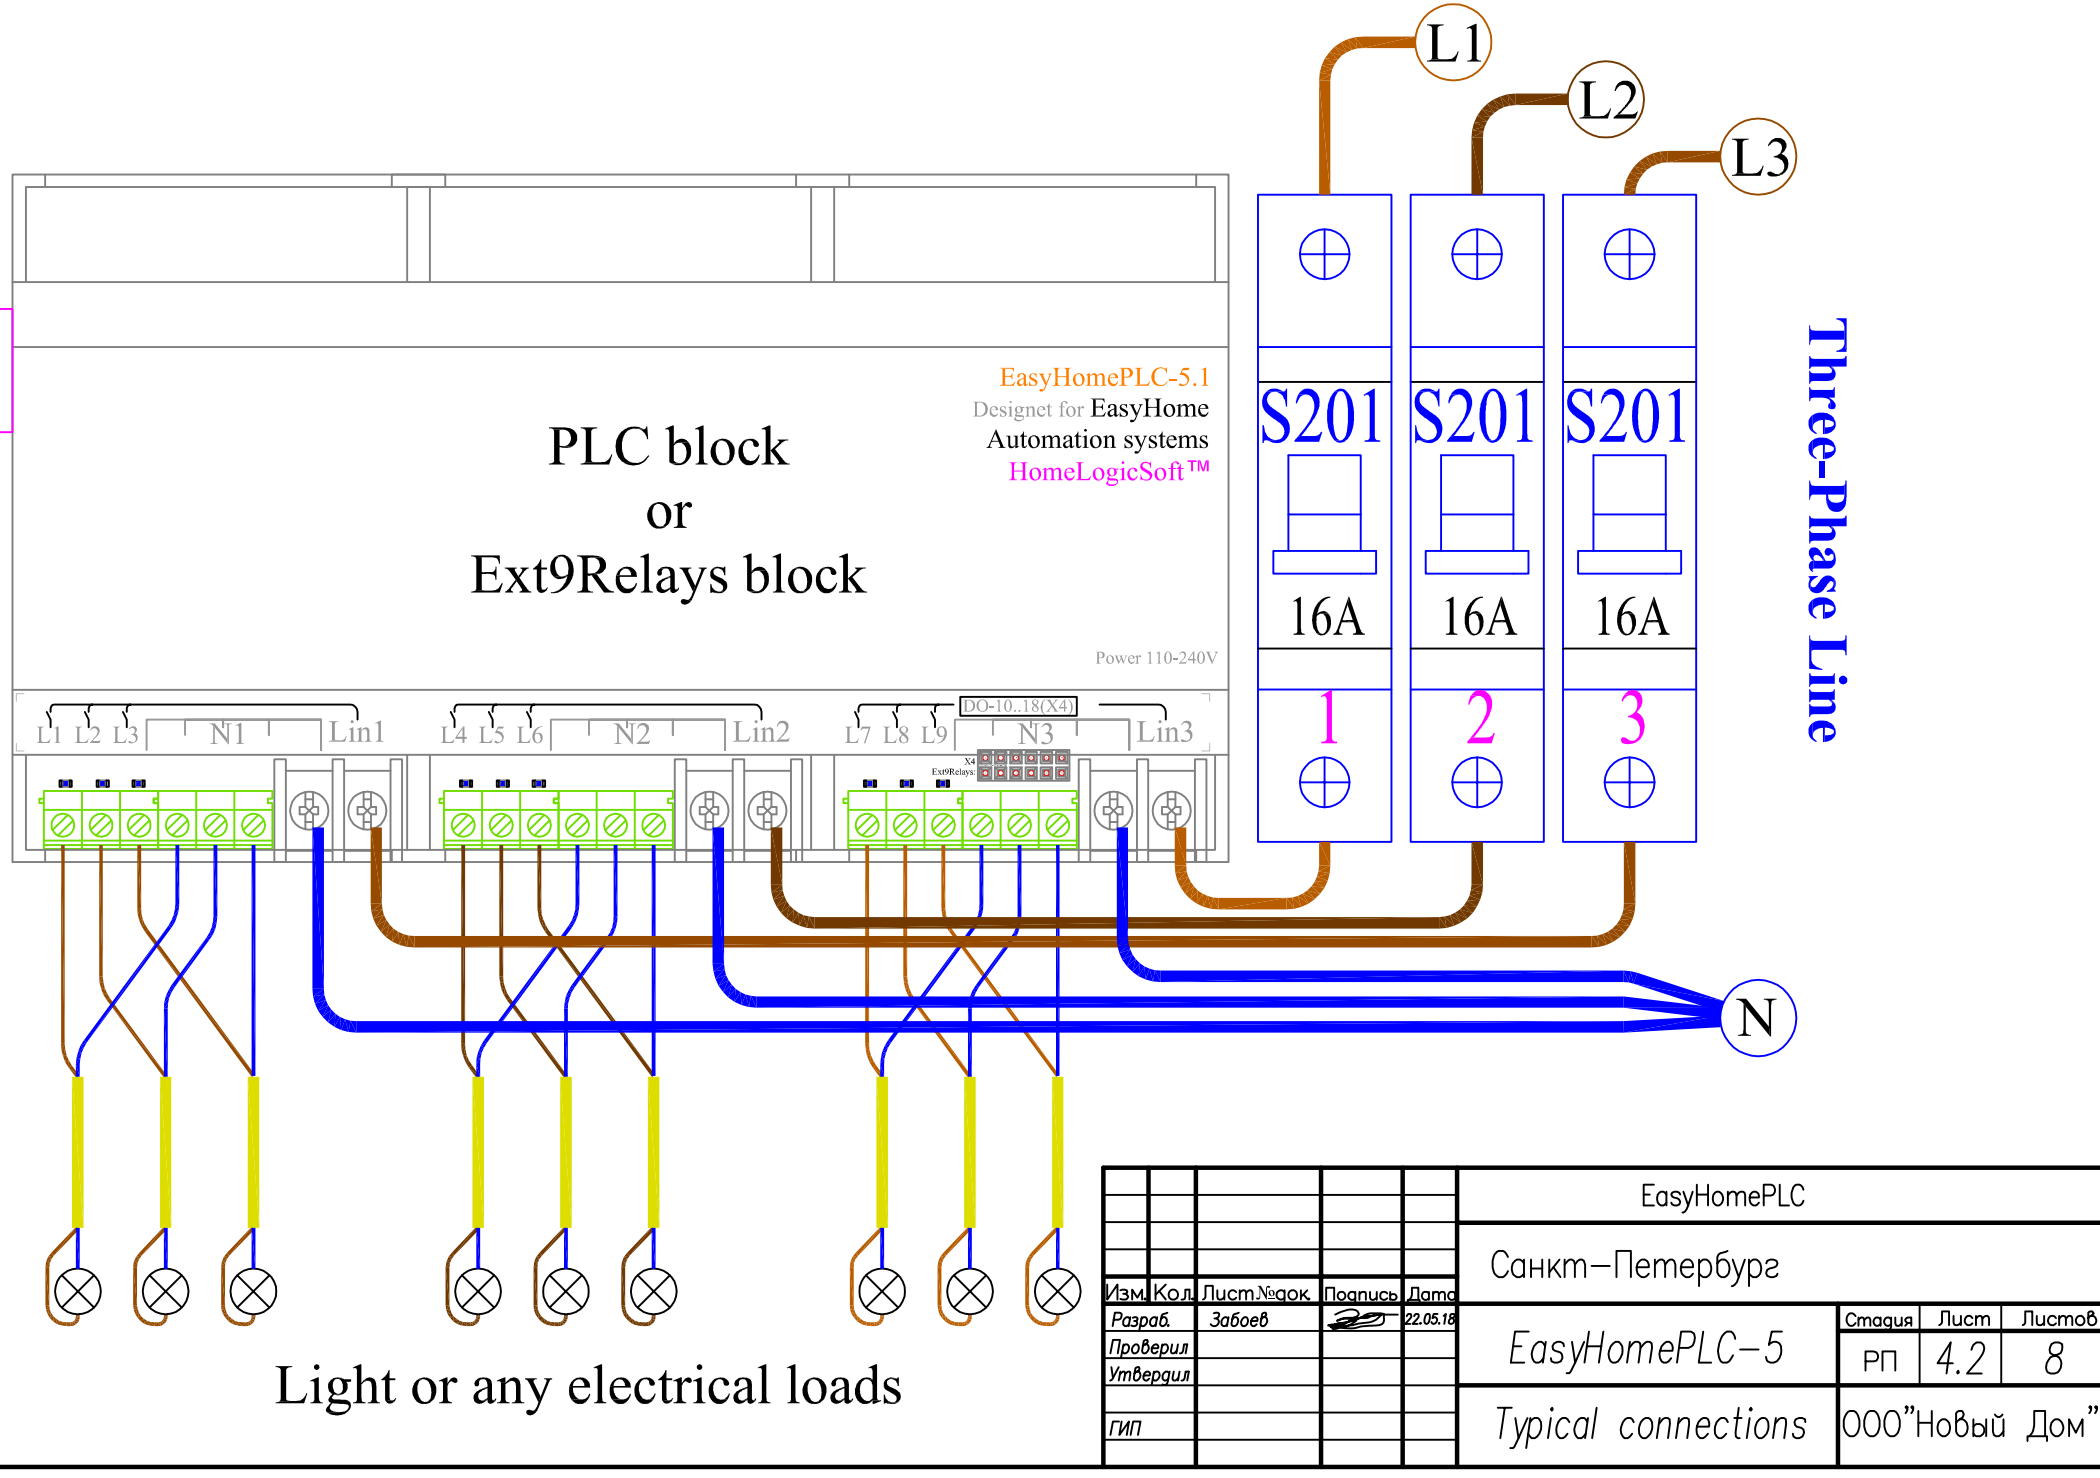 L1
L2
L3
EasyHomePLC-5.1
Designet for EasyHome
Automation systems
HomeLogicSoft™
PLC block
or
Ext9Relays block
Power 110-240V
S201 S201 S201
16A 16A 16A
1 2 3
Three-Phase Line
L1 L2 L3 N1 Lin1 L4 L5 L6 N2 Lin2 L7 L8 L9 DO-10..18(X4) N3 Lin3
X4
Ext9Relays:
N
Light or any electrical loads
EasyHomePLC
Санкт-Петербург
Изм. Кол. Лист №док. Подпись Дата
Разраб. Забоев 22.05.18
Проверил
Утвердил
ГИП
EasyHomePLC-5
Стадия Лист Листов
РП 4.2 8
Typical connections
ООО"Новый Дом"